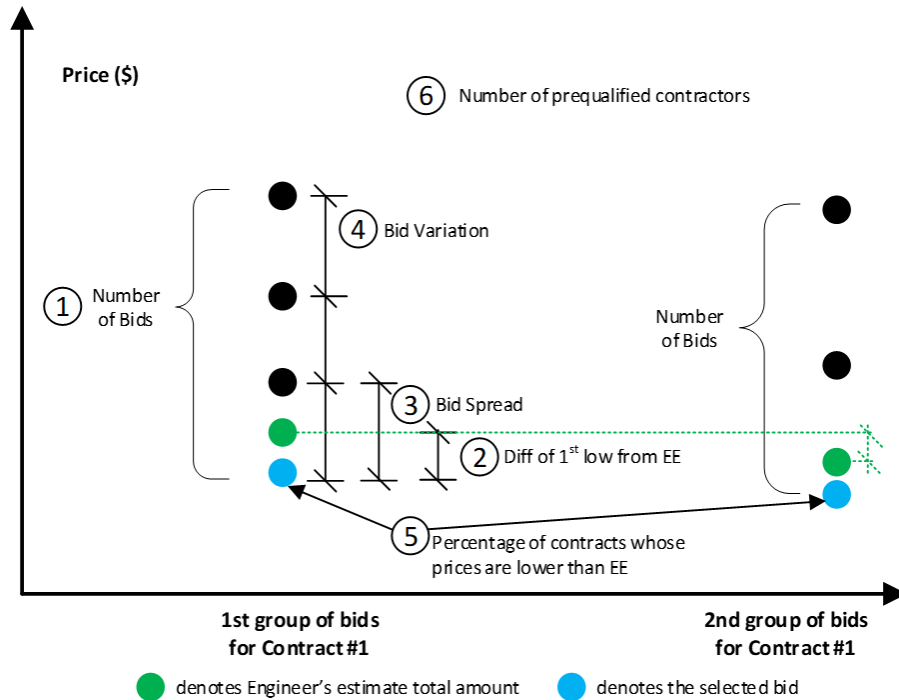 Price ($)
6 Number of prequalified contractors
4 Bid Variation
1 Number
of Bids
Number
of Bids
3 Bid Spread
2 Diff of 1st low from EE
5 Percentage of contracts whose
prices are lower than EE
1st group of bids
for Contract #1
2nd group of bids
for Contract #1
denotes Engineer's estimate total amount
denotes the selected bid